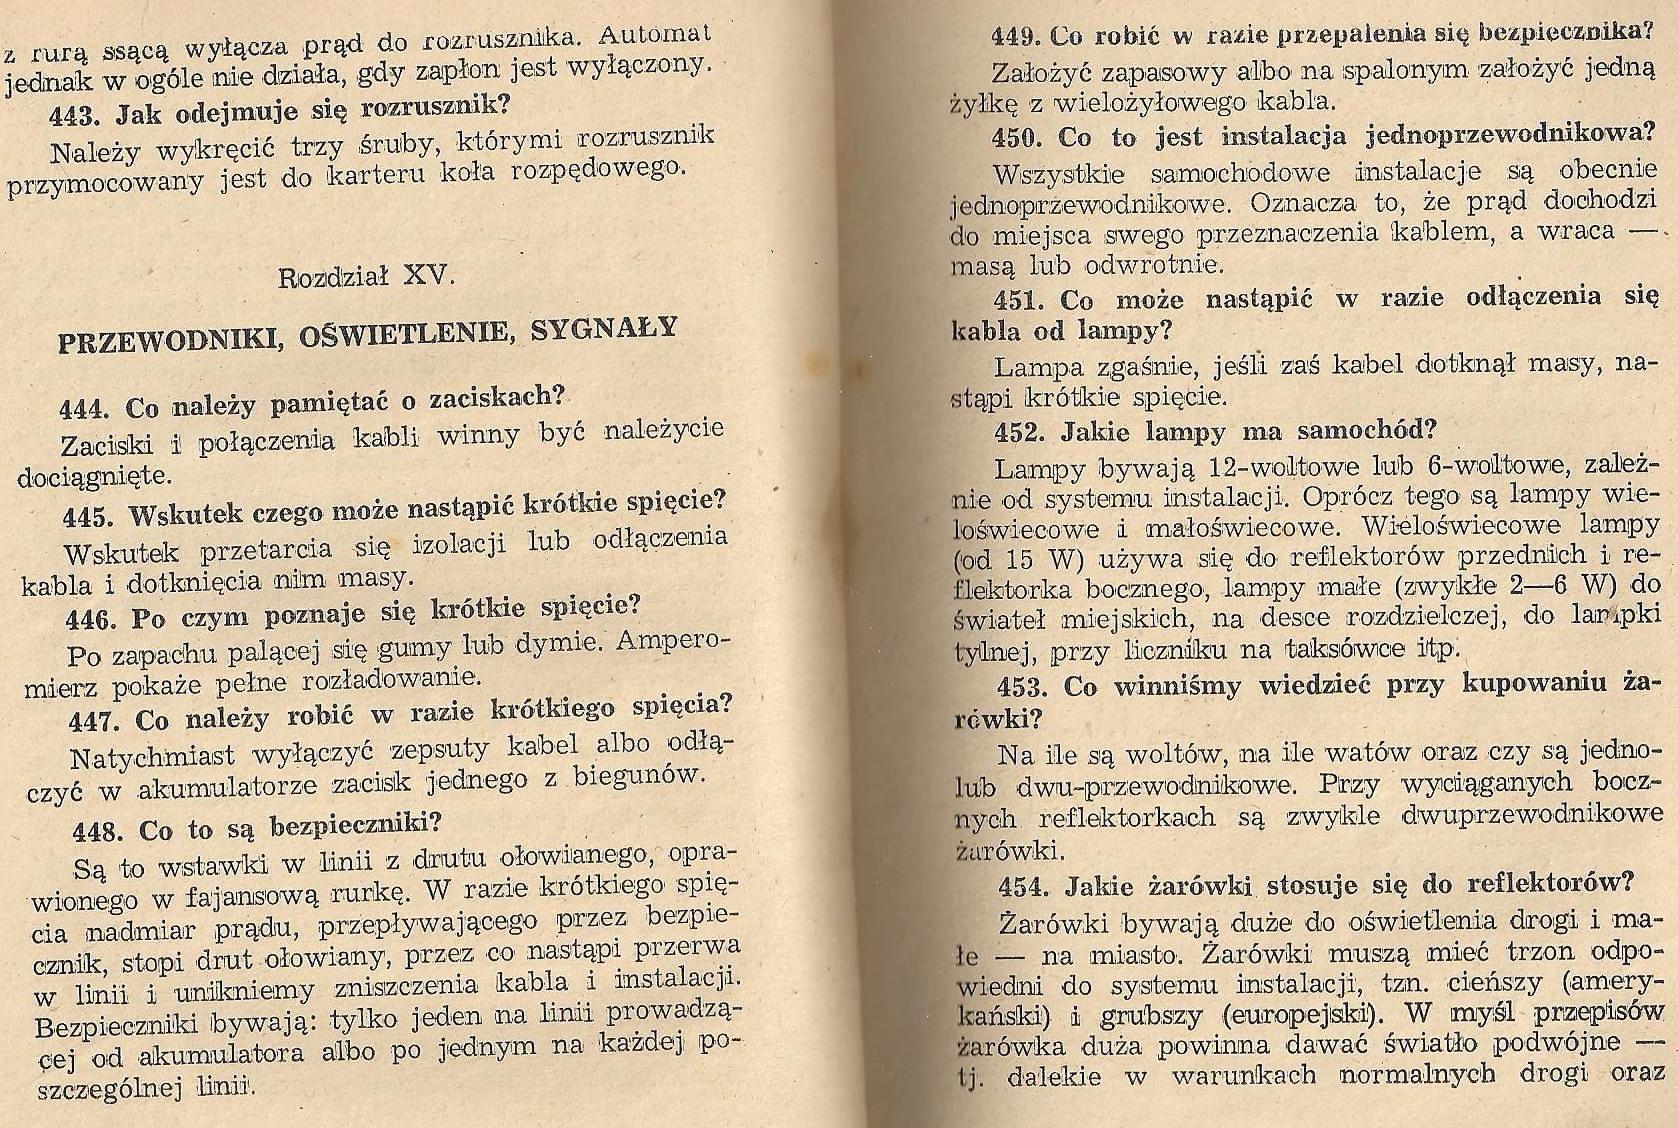 z rurą ssącą wyłącza prąd do rozrusznika. Automat
jednak w ogóle nie działa, gdy zapłon jest wyłączony.
443. Jak odejmuje się rozrusznik?
Należy wykręcić trzy śruby, którymi rozrusznik
przymocowany jest do karteru koła rozpędowego.
Rozdział XV.
PRZEWODNIKI, OŚWIETLENIE, SYGNAŁY
444. Co należy pamiętać o zaciskach?
Zaciski i połączenia kabli winny być należycie
dociągnięte.
445. Wskutek czego może nastąpić krótkie spięcie?
Wskutek przetarcia się izolacji lub odłączenia
kabla i dotknięcia nim masy.
446. Po czym poznaje się krótkie spięcie?
Po zapachu palącej się gumy lub dymie. Ampero-
mierz pokaże pełne rozładowanie.
447. Co należy robić w razie krótkiego spięcia?
Natychmiast wyłączyć zepsuty kabel albo odłą-
czyć w akumulatorze zacisk jednego z biegunów.
448. Co to są bezpieczniki?
Są to wstawki w linii z drutu ołowianego, opra-
wionego w fajansową rurkę. W razie krótkiego spię-
cia nadmiar prądu, przepływającego przez bezpie-
cznik, stopi drut ołowiany, przez co nastąpi przerwa
w linii i unikniemy zniszczenia kabla i instalacji.
Bezpieczniki bywają: tylko jeden na linii prowadzą-
cej od akumulatora albo po jednym na każdej po-
szczególnej linii.
449. Co robić w razie przepalenia się bezpiecznika?
Założyć zapasowy albo na spalonym założyć jedną
żyłkę z wielożyłowego kabla.
450. Co to jest instalacja jednoprzewodnikowa?
Wszystkie samochodowe instalacje są obecnie
jednoprzewodnikowe. Oznacza to, że prąd dochodzi
do miejsca swego przeznaczenia kablem, a wraca —
masą lub odwrotnie.
451. Co może nastąpić w razie odłączenia się
kabla od lampy?
Lampa zgaśnie, jeśli zaś kabel dotknął masy, na-
stąpi krótkie spięcie.
452. Jakie lampy ma samochód?
Lampy bywają 12-woltowe lub 6-woltowe, zależ-
nie od systemu instalacji. Oprócz tego są lampy wie-
loświecowe i małoświecowe. Wieloświecowe lampy
(od 15 W) używa się do reflektorów przednich i re-
flektorka bocznego, lampy małe (zwykłe 2—6 W) do
świateł miejskich, na desce rozdzielczej, do lampki
tylnej, przy liczniku na taksówce itp.
453. Co winniśmy wiedzieć przy kupowaniu ża-
rówki?
Na ile są woltów, na ile watów oraz czy są jedno-
lub dwu-przewodnikowe. Przy wyciąganych bocz-
nych reflektorkach są zwykle dwuprzewodnikowe
żarówki.
454. Jakie żarówki stosuje się do reflektorów?
Żarówki bywają duże do oświetlenia drogi i ma-
łe — na miasto. Żarówki muszą mieć trzon odpo-
wiedni do systemu instalacji, tzn. cieńszy (amery-
kański) i grubszy (europejski). W myśl przepisów
żarówka duża powinna dawać światło podwójne —
tj. dalekie w warunkach normalnych drogi oraz